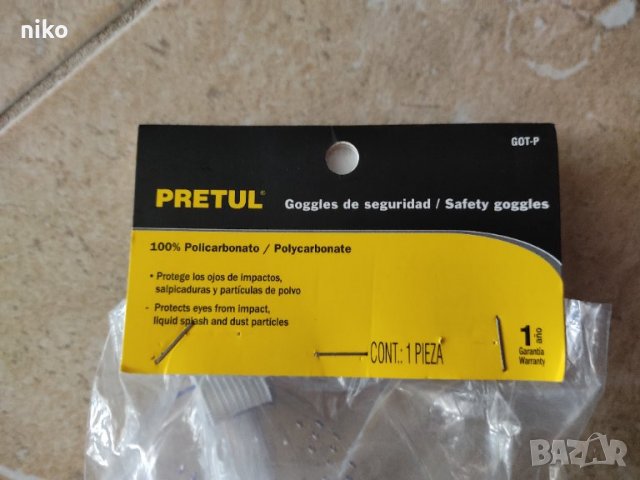 niko
GOT-P
PRETUL®
Goggles de seguridad / Safety goggles
100% Policarbonato / Polycarbonate
• Protege los ojos de impactos,
salpicaduras y partículas de polvo
- Protects eyes from impact,
liquid splash and dust particles
CONT.: 1 PIEZA
1 año
Garantía
Warranty
BAZAR